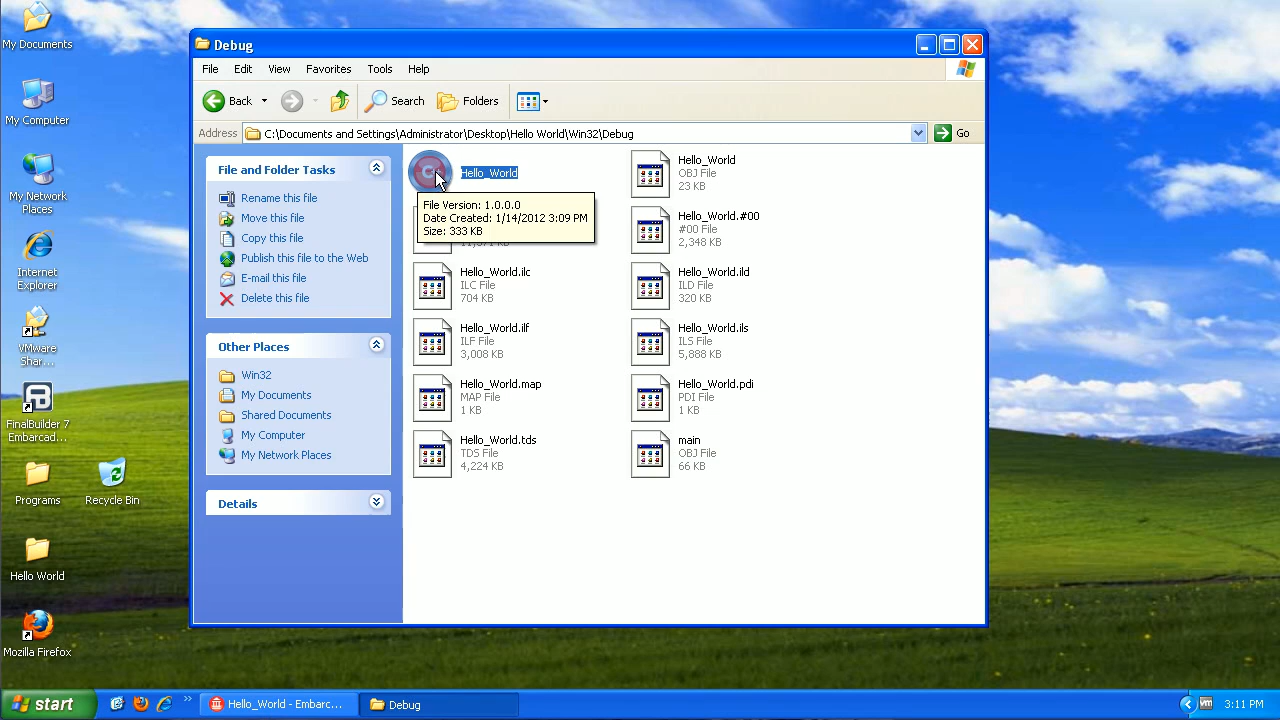 My Documents
My Computer
My Network
Places
Internet
Explorer
VMware
Shar...
FinalBuilder 7
Embarcad...
Programs
Recycle Bin
Hello World
Mozilla Firefox
Debug
File Edit View Favorites Tools Help
Back Search Folders
Address C:\Documents and Settings\Administrator\Desktop\Hello World\Win32\Debug Go
File and Folder Tasks
Rename this file
Move this file
Copy this file
Publish this file to the Web
E-mail this file
Delete this file
Other Places
Win32
My Documents
Shared Documents
My Computer
My Network Places
Details
Hello_World
File Version: 1.0.0.0
Date Created: 1/14/2012 3:09 PM
Size: 333 KB
Hello_World
OBJ File
23 KB
Hello_World.#00
#00 File
2,348 KB
Hello_World.ilc
ILC File
704 KB
Hello_World.ild
ILD File
320 KB
Hello_World.ilf
ILF File
3,008 KB
Hello_World.ils
ILS File
5,888 KB
Hello_World.map
MAP File
1 KB
Hello_World.pdi
PDI File
1 KB
Hello_World.tds
TDS File
4,224 KB
main
OBJ File
66 KB
start
Hello_World - Embarc...
Debug
vm
3:11 PM